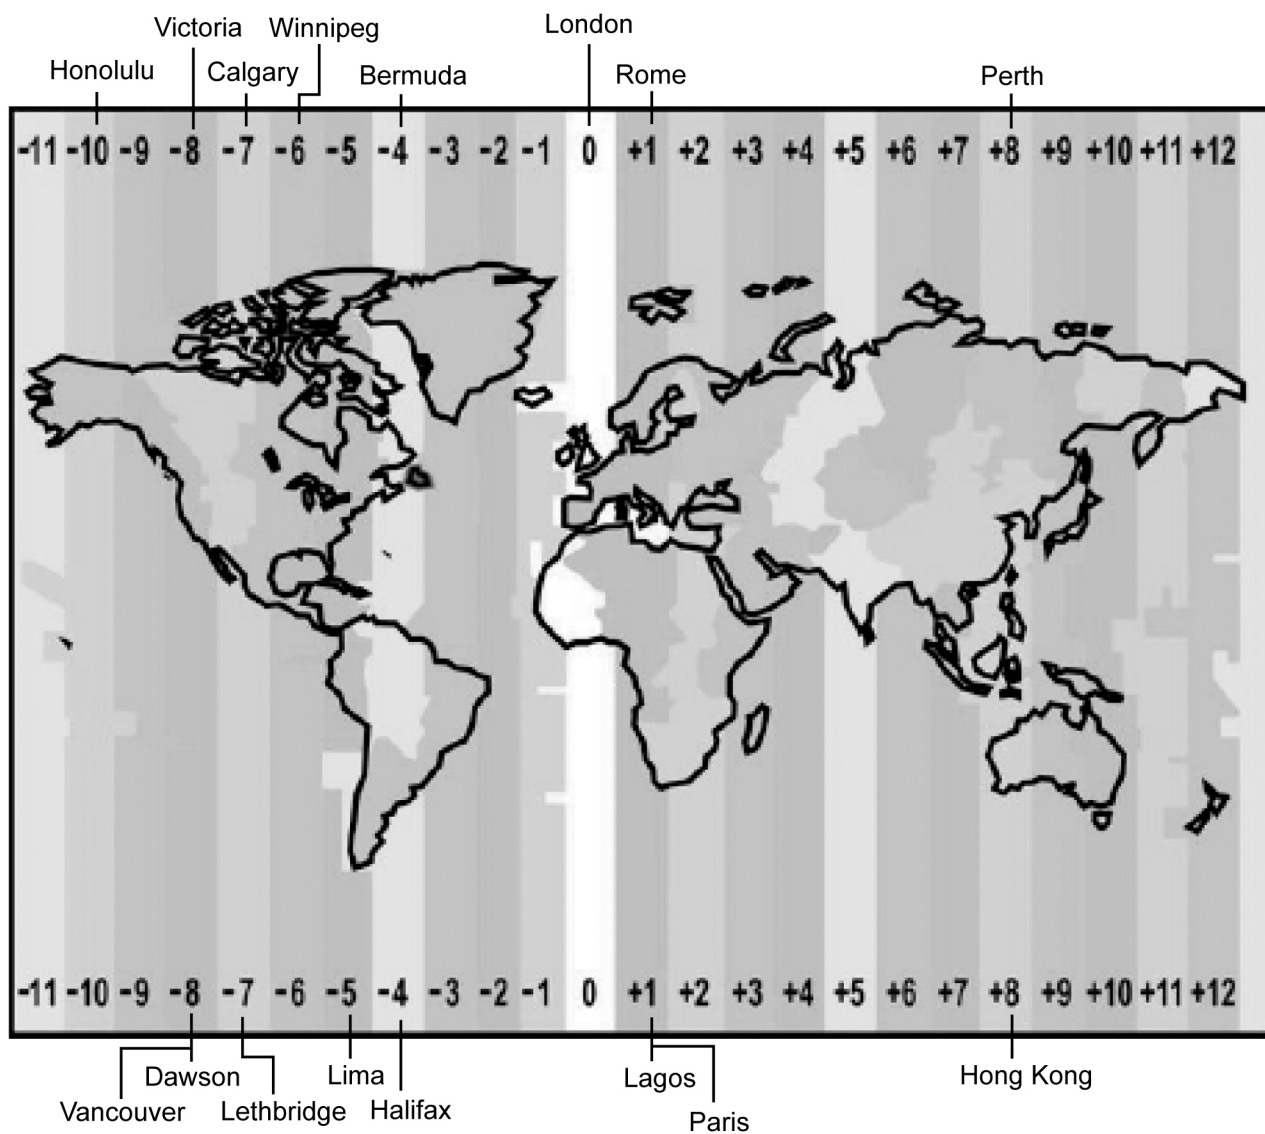 Victoria Winnipeg London
Honolulu Calgary Bermuda Rome Perth
-11 -10 -9 -8 -7 -6 -5 -4 -3 -2 -1 0 +1 +2 +3 +4 +5 +6 +7 +8 +9 +10 +11 +12
-11 -10 -9 -8 -7 -6 -5 -4 -3 -2 -1 0 +1 +2 +3 +4 +5 +6 +7 +8 +9 +10 +11 +12
Dawson Lima Lagos Hong Kong
Vancouver Lethbridge Halifax Paris